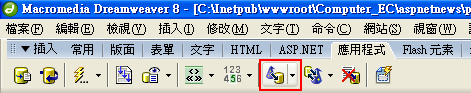 Macromedia Dreamweaver 8 - [C:\Inetpub\wwwroot\Computer_EC\aspnetnews\p
檔案(F) 編輯(E) 檢視(V) 插入(I) 修改(M) 文字(T) 命令(C) 網站(S) 視窗(W)
▼ 插入 常用 版面 表單 文字 HTML ASP.NET 應用程式 Flash 元素
123
456